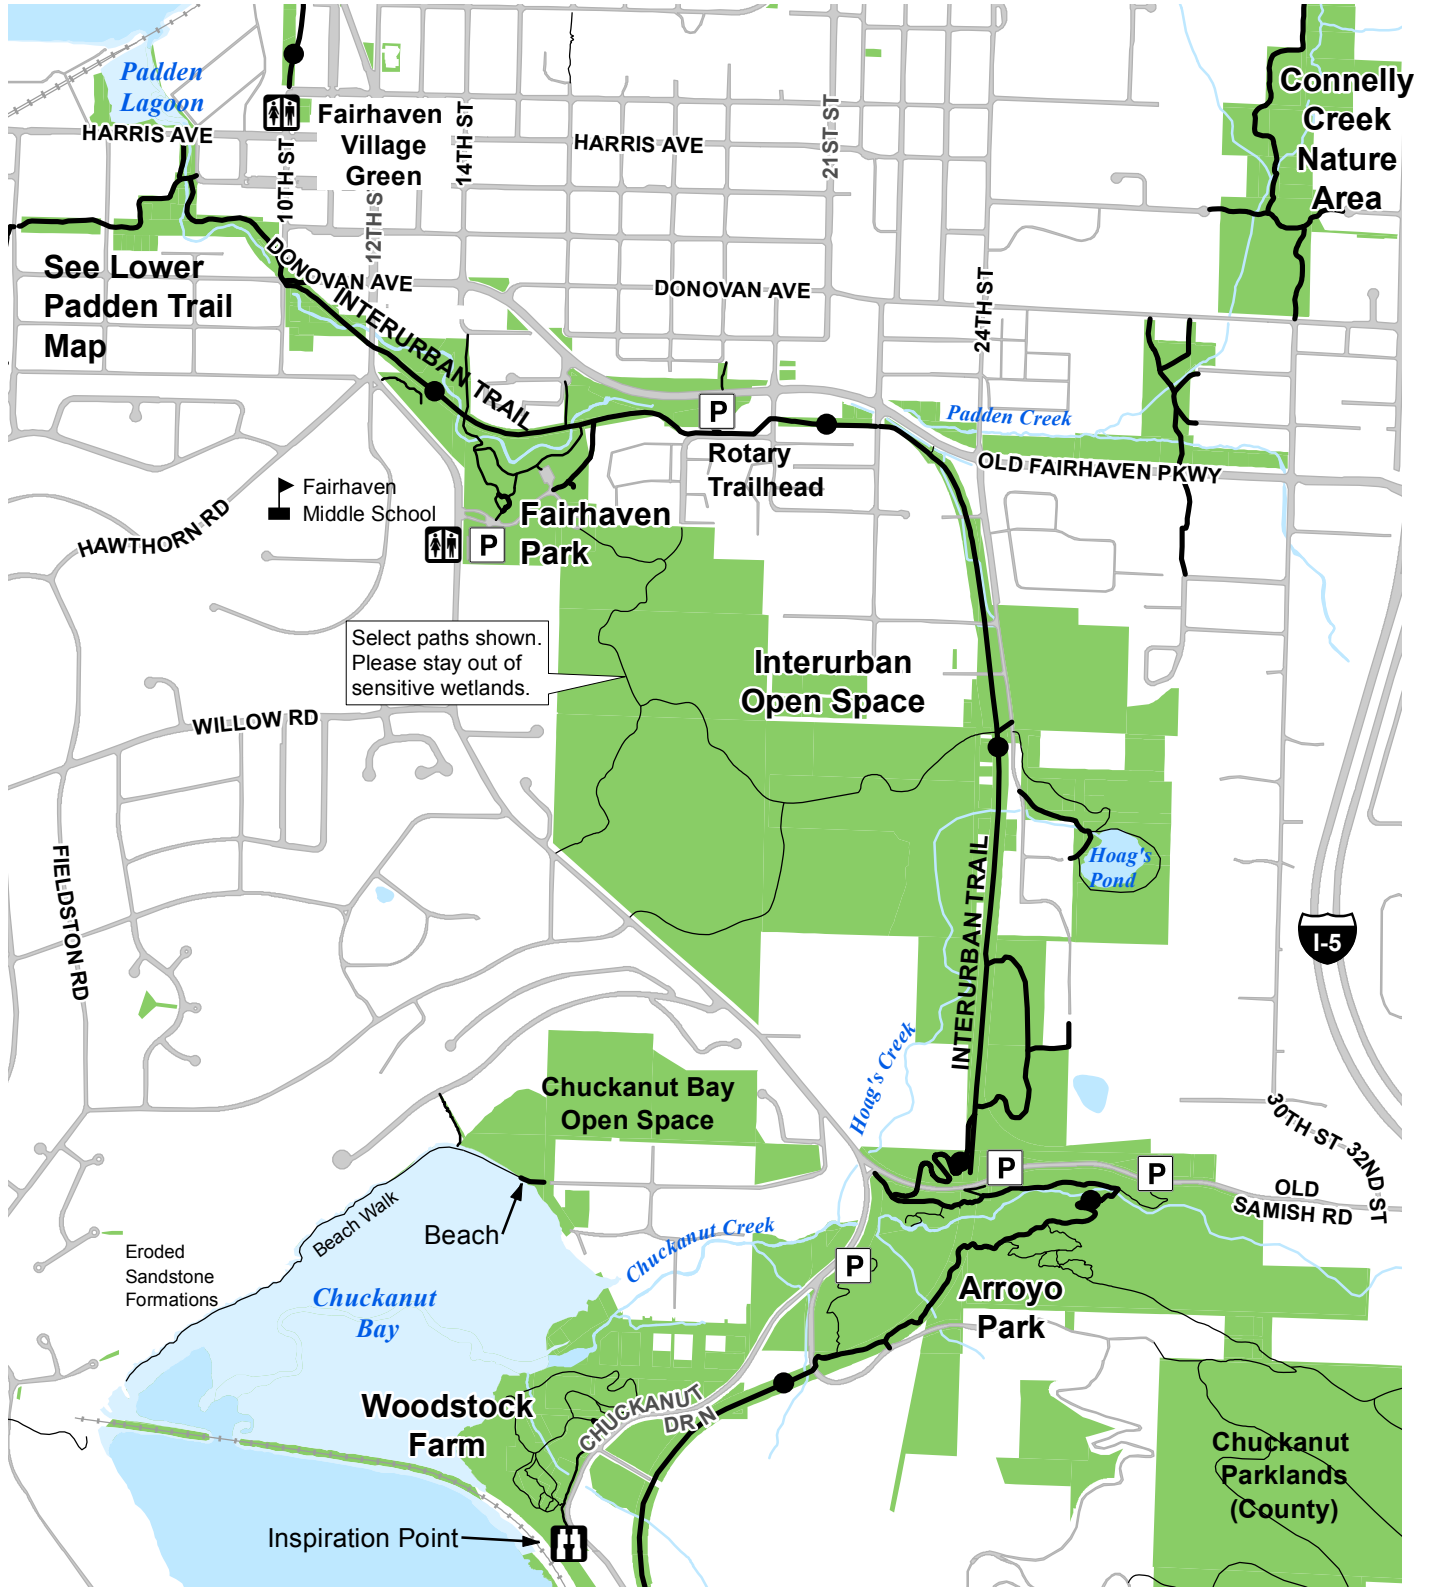 Padden
Lagoon
HARRIS AVE
Fairhaven
Village
Green
10TH ST
12TH ST
14TH ST
HARRIS AVE
21ST ST
Connelly
Creek
Nature
Area
See Lower
Padden Trail
Map
DONOVAN AVE
INTERURBAN TRAIL
DONOVAN AVE
24TH ST
P
Padden Creek
OLD FAIRHAVEN PKWY
Rotary
Trailhead
Fairhaven
Middle School
HAWTHORN RD
P
Fairhaven
Park
Select paths shown.
Please stay out of
sensitive wetlands.
Interurban
Open Space
WILLOW RD
FIELDSTON RD
INTERURBAN TRAIL
Hoag's
Pond
I-5
Hoag's Creek
Chuckanut Bay
Open Space
30TH ST
32ND ST
P
P
OLD
SAMISH RD
Beach Walk
Beach
Chuckanut Creek
P
Eroded
Sandstone
Formations
Chuckanut
Bay
Arroyo
Park
Woodstock
Farm
CHUCKANUT
DR N
Chuckanut
Parklands
(County)
Inspiration Point